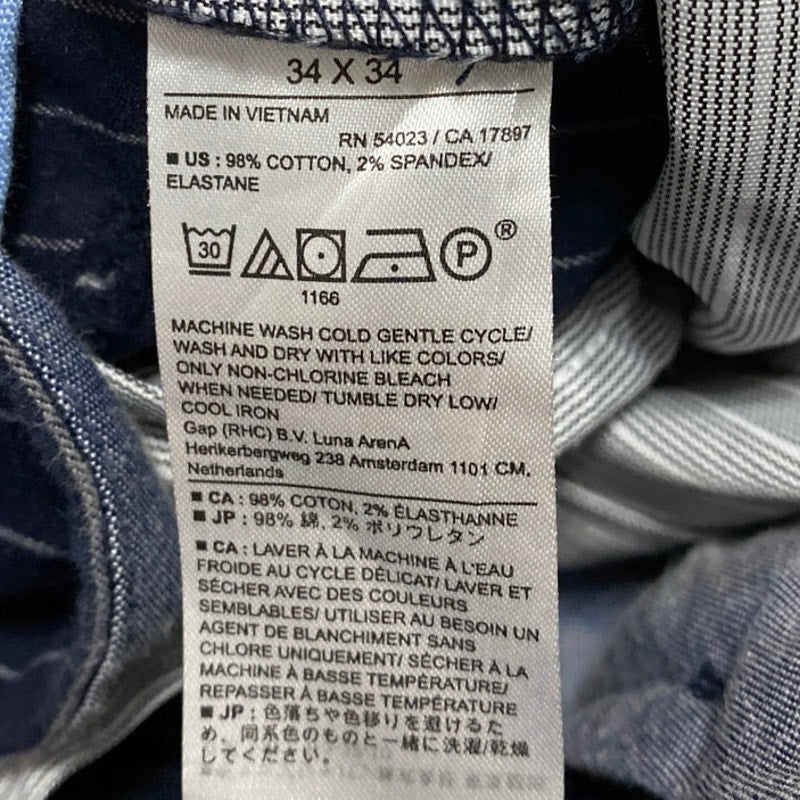 34 X 34
MADE IN VIETNAM
RN 54023 / CA 17897
■ US : 98% COTTON, 2% SPANDEX/
ELASTANE
30 P ®
1166
MACHINE WASH COLD GENTLE CYCLE/
WASH AND DRY WITH LIKE COLORS/
ONLY NON-CHLORINE BLEACH
WHEN NEEDED/ TUMBLE DRY LOW/
COOL IRON
Gap (RHC) B.V. Luna ArenA
Herikerbergweg 238 Amsterdam 1101 CM,
Netherlands
■ CA : 98% COTON, 2% ÉLASTHANNE
■ JP : 98% 綿, 2% ポリウレタン
■ CA : LAVER À LA MACHINE À L'EAU
FROIDE AU CYCLE DÉLICAT/ LAVER ET
SÉCHER AVEC DES COULEURS
SEMBLABLES/ UTILISER AU BESOIN UN
AGENT DE BLANCHIMENT SANS
CHLORE UNIQUEMENT/ SÉCHER À LA
MACHINE À BASSE TEMPÉRATURE/
REPASSER À BASSE TEMPÉRATURE
■ JP : 色落ちや色移りを避けるた
め、同系色のものと一緒に洗濯/乾燥
してください。